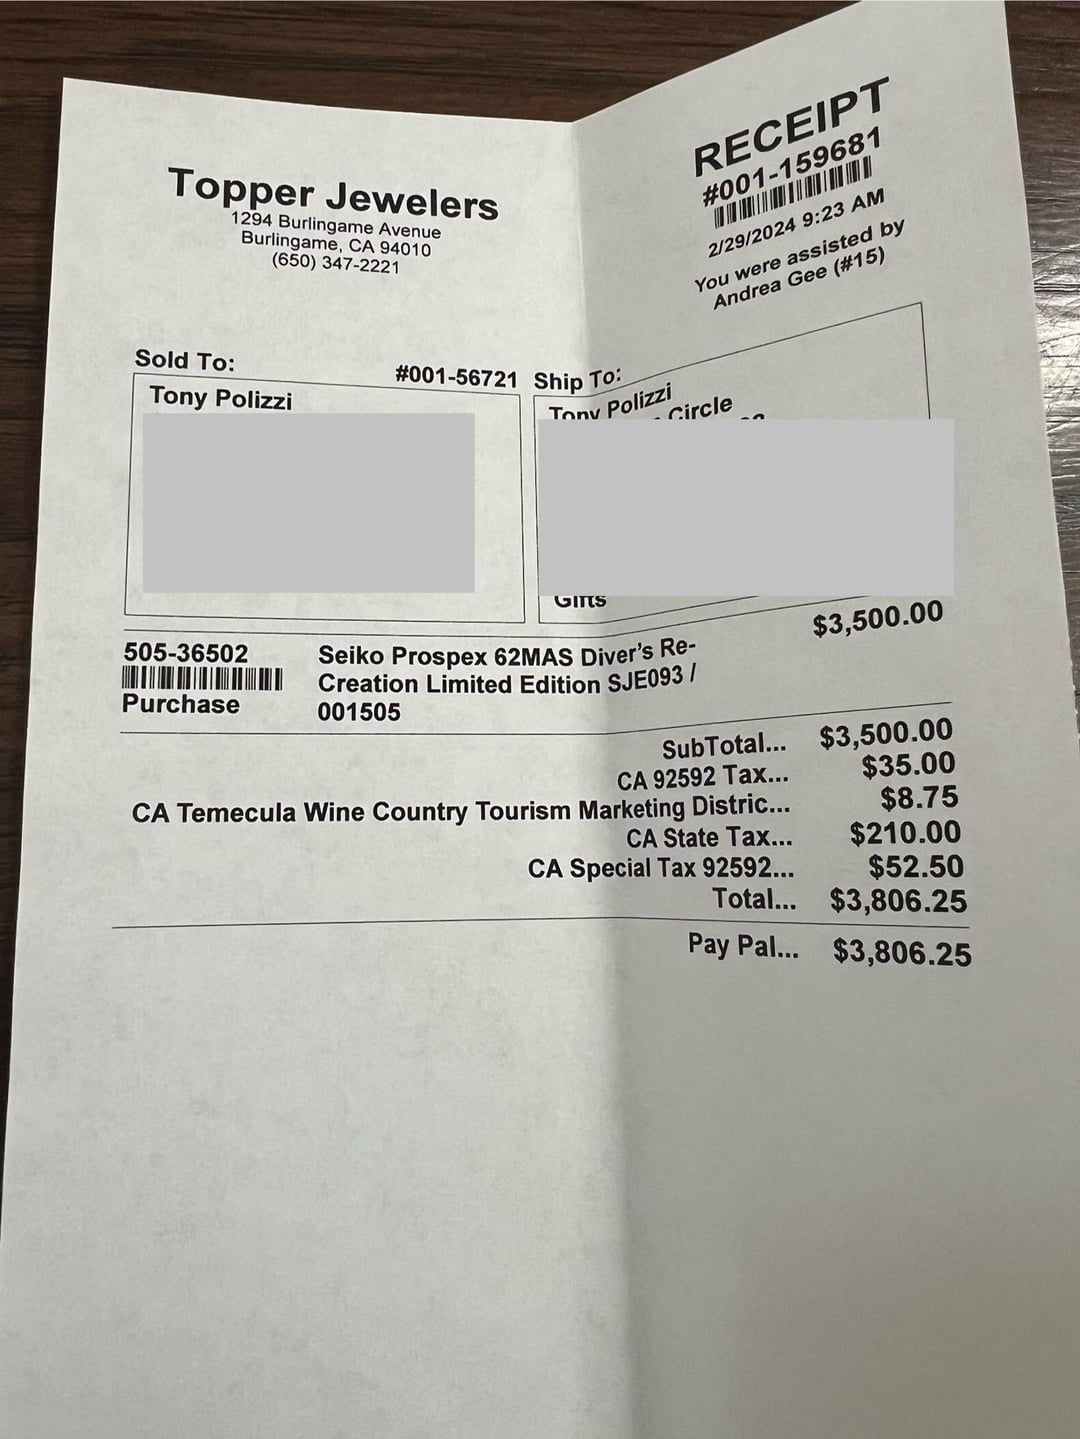 Topper Jewelers
1294 Burlingame Avenue
Burlingame, CA 94010
(650) 347-2221
RECEIPT
#001-159681
2/29/2024 9:23 AM
You were assisted by
Andrea Gee (#15)
Sold To: #001-56721
Tony Polizzi
Ship To:
Tony Polizzi
Circle
Gifts
505-36502
Purchase
Seiko Prospex 62MAS Diver's Re-
Creation Limited Edition SJE093 /
001505
$3,500.00
SubTotal... $3,500.00
CA 92592 Tax... $35.00
CA Temecula Wine Country Tourism Marketing Distric... $8.75
CA State Tax... $210.00
CA Special Tax 92592... $52.50
Total... $3,806.25
Pay Pal... $3,806.25